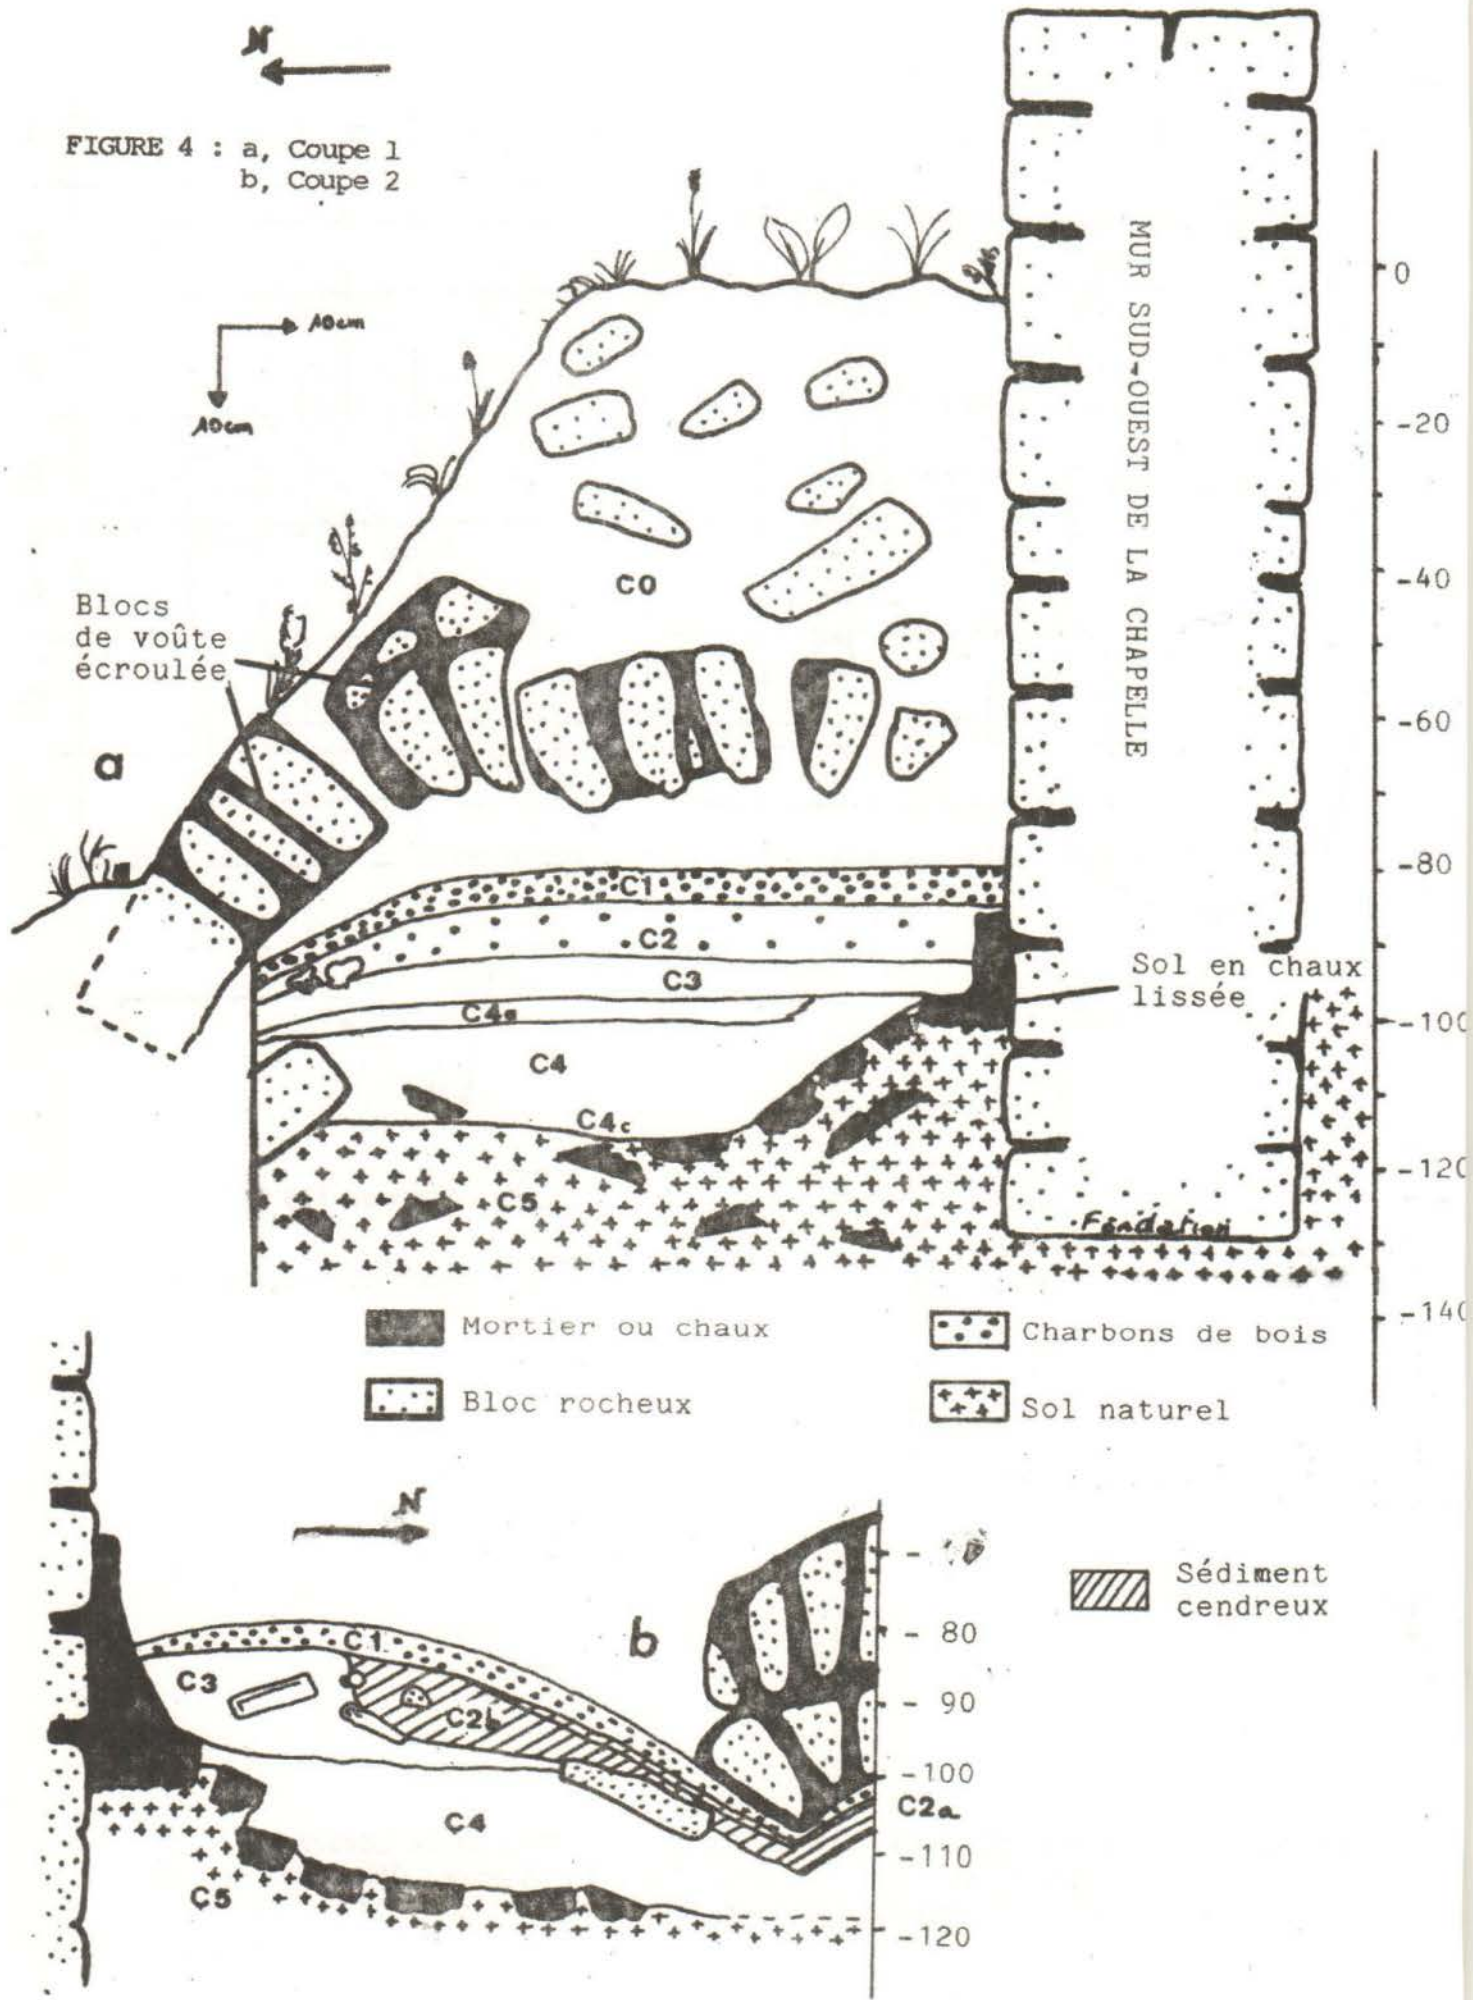 N
FIGURE 4 : a, Coupe 1
b, Coupe 2
10cm
10cm
MUR SUD-OUEST DE LA CHAPELLE
0
-20
-40
-60
-80
-100
-120
-140
C0
Blocs
de voûte
écroulée
a
C1
C2
C3
C4a
C4
C4c
C5
Sol en chaux
lissée
Fondation
Mortier ou chaux
Charbons de bois
Bloc rocheux
Sol naturel
N
b
Sédiment
cendreux
C1
C3
C2b
C4
C5
- 80
- 90
-100
C2a
-110
-120